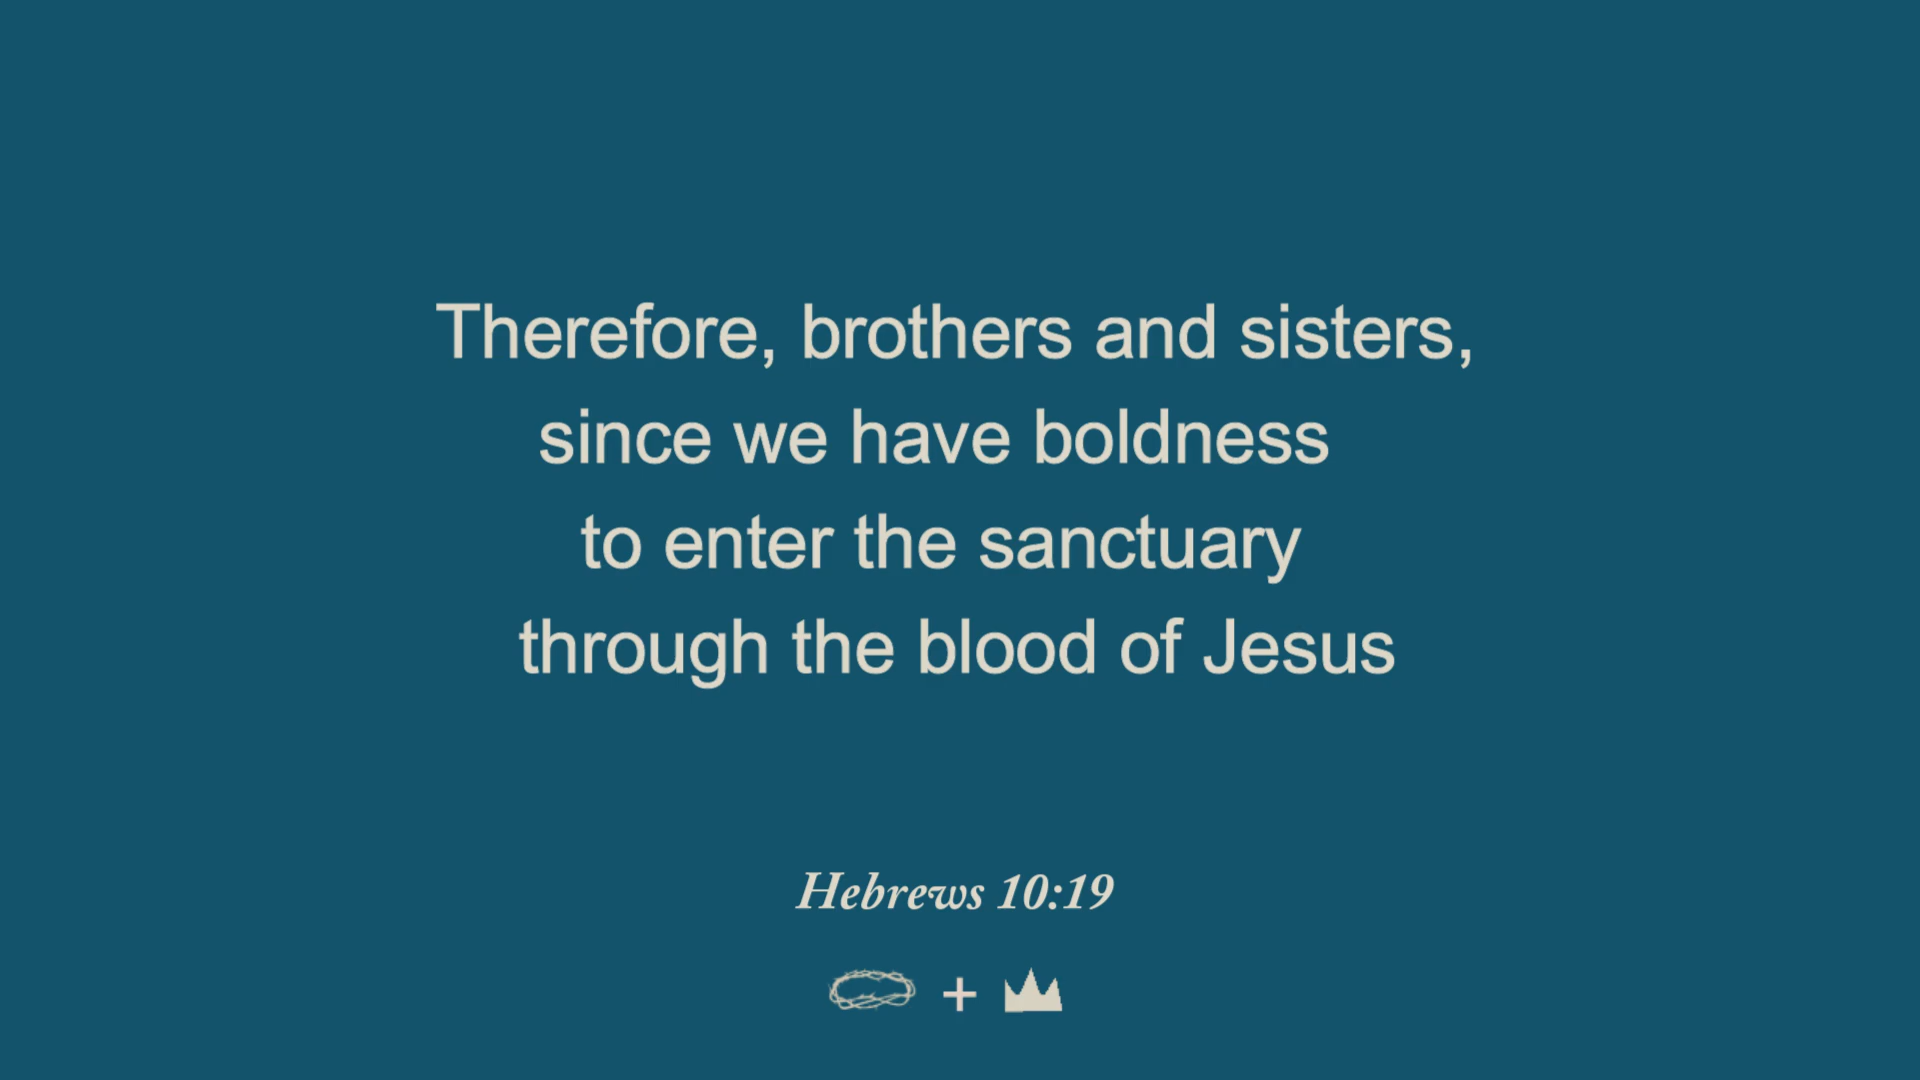 Therefore, brothers and sisters,
since we have boldness
to enter the sanctuary
through the blood of Jesus
Hebrews 10:19
+